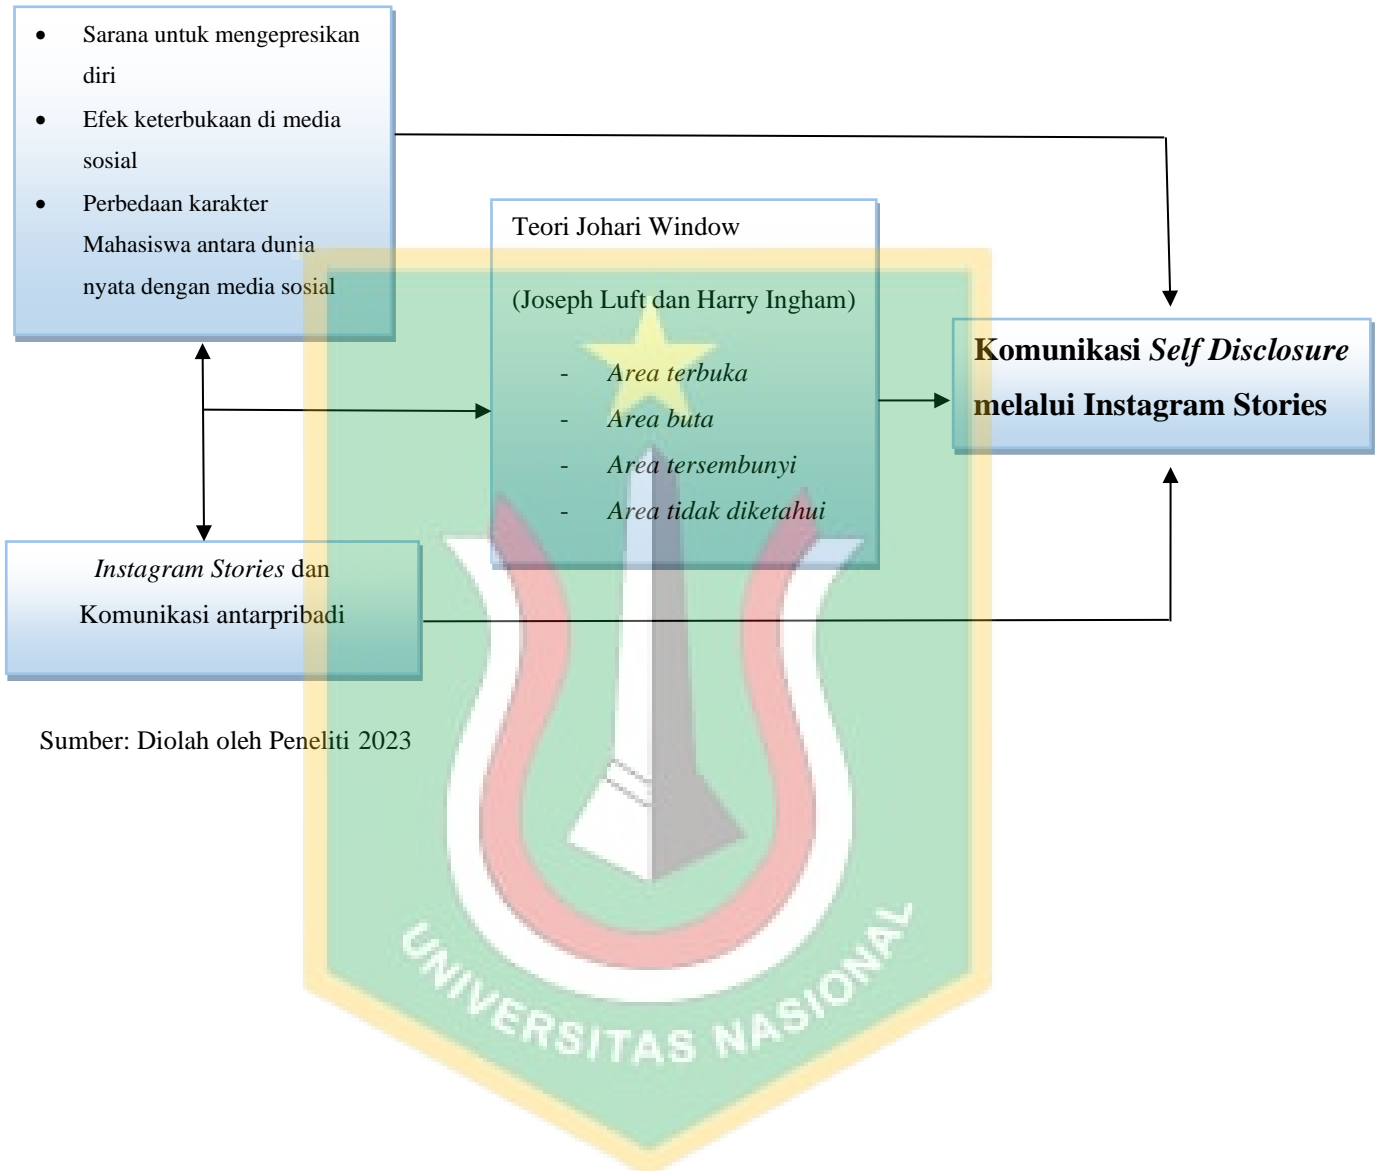 • Sarana untuk mengepresikan
diri
• Efek keterbukaan di media
sosial
• Perbedaan karakter
Mahasiswa antara dunia
nyata dengan media sosial
Teori Johari Window
(Joseph Luft dan Harry Ingham)
- Area terbuka
- Area buta
- Area tersembunyi
- Area tidak diketahui
Komunikasi Self Disclosure
melalui Instagram Stories
Instagram Stories dan
Komunikasi antarpribadi
Sumber: Diolah oleh Peneliti 2023
UNIVERSITAS NASIONAL